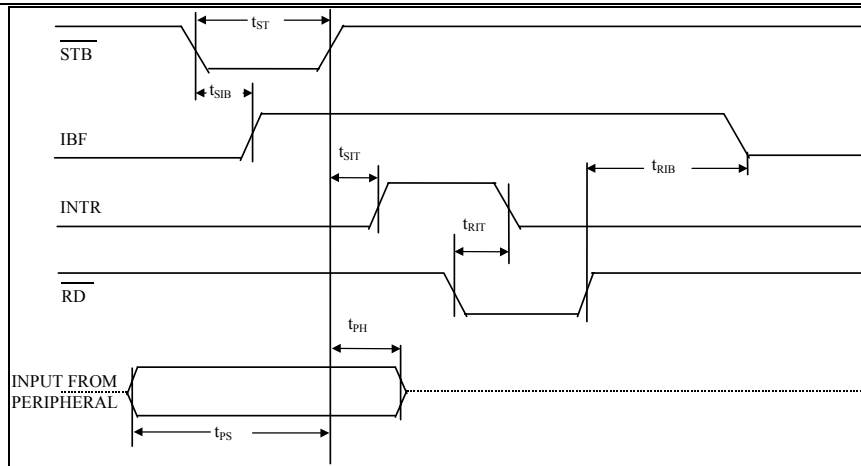 tST
STB
tSIB
IBF
tSIT
tRIB
INTR
tRIT
RD
tPH
INPUT FROM
PERIPHERAL
tPS